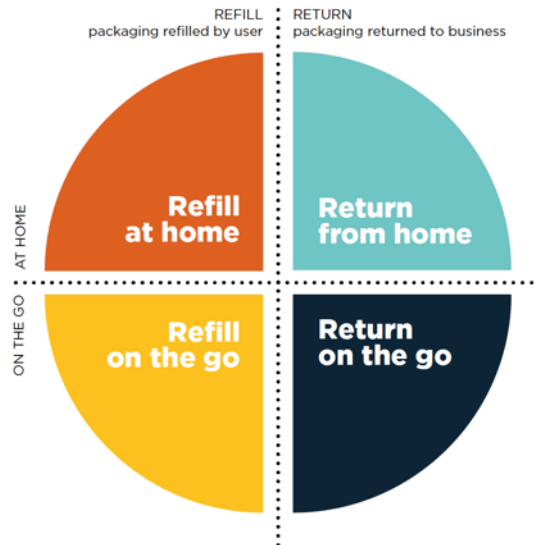 REFILL
packaging refilled by user
RETURN
packaging returned to business
AT HOME
Refill
at home
Return
from home
ON THE GO
Refill
on the go
Return
on the go